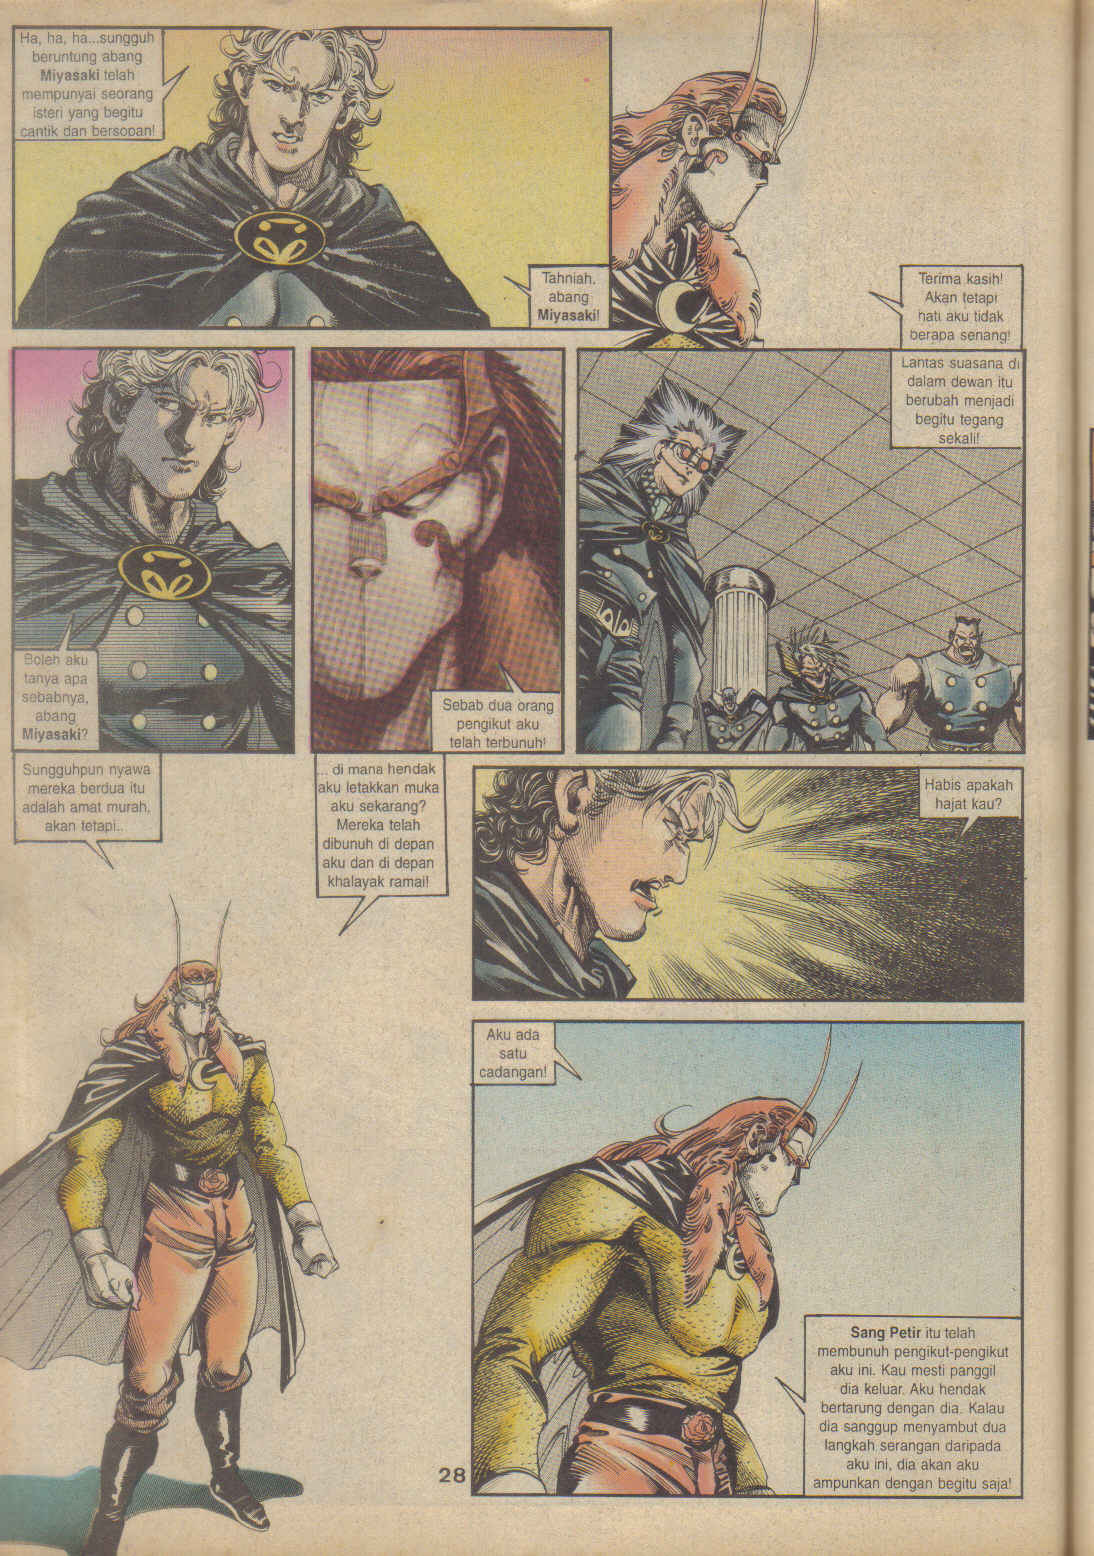 Ha, ha, ha...sungguh
beruntung abang
Miyasaki telah
mempunyai seorang
isteri yang begitu
cantik dan bersopan!
Tahniah,
abang
Miyasaki!
Terima kasih!
Akan tetapi
hati aku tidak
berapa senang!
Boleh aku
tanya apa
sebabnya,
abang
Miyasaki?
Sebab dua orang
pengikut aku
telah terbunuh!
Lantas suasana di
dalam dewan itu
berubah menjadi
begitu tegang
sekali!
Sungguhpun nyawa
mereka berdua itu
adalah amat murah,
akan tetapi..
... di mana hendak
aku letakkan muka
aku sekarang?
Mereka telah
dibunuh di depan
aku dan di depan
khalayak ramai!
Habis apakah
hajat kau?
Aku ada
satu
cadangan!
Sang Petir itu telah
membunuh pengikut-pengikut
aku ini. Kau mesti panggil
dia keluar. Aku hendak
bertarung dengan dia. Kalau
dia sanggup menyambut dua
langkah serangan daripada
aku ini, dia akan aku
ampunkan dengan begitu saja!
28